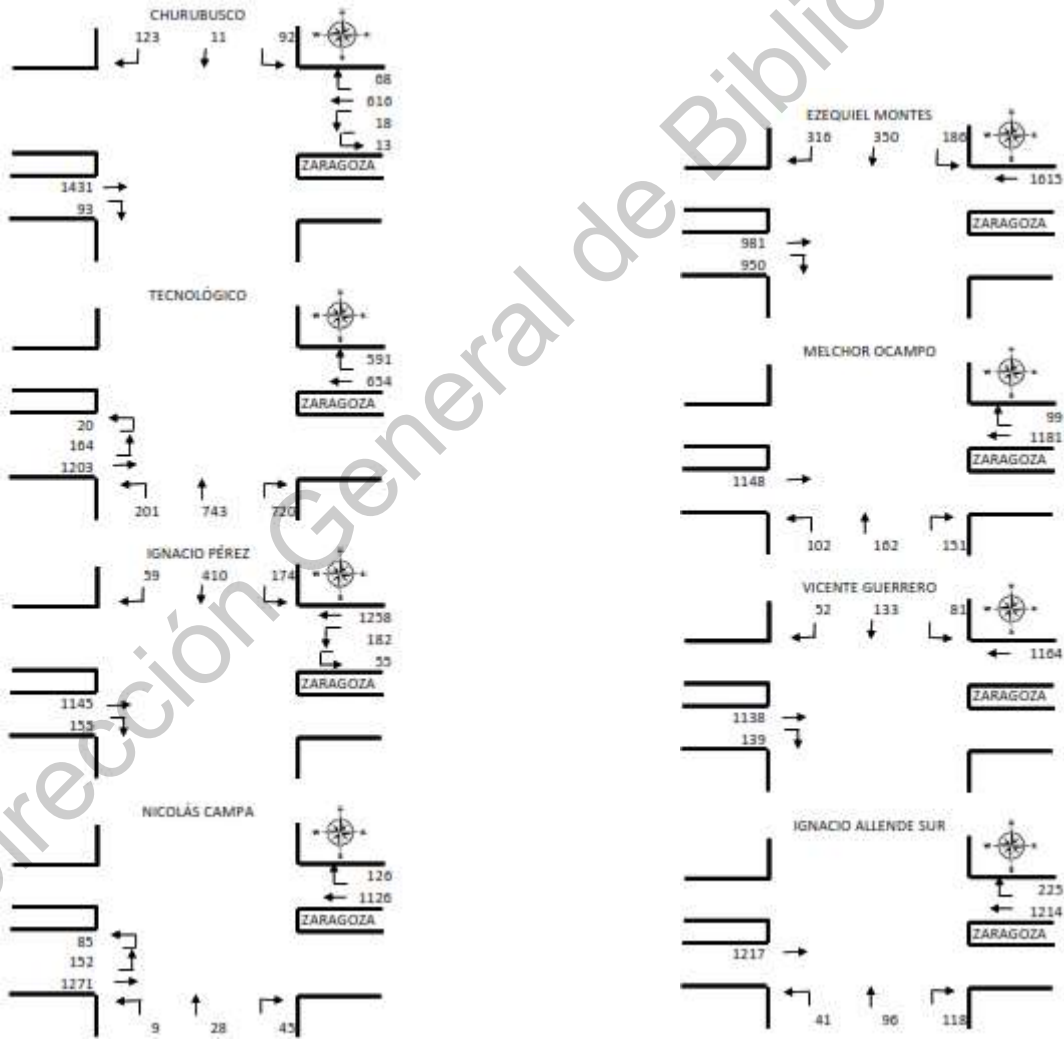 CHURUBUSCO
123 11 92
68
616
18
13
ZARAGOZA
1431
93
TECNOLÓGICO
591
654
ZARAGOZA
20
164
1203
201 743 720
IGNACIO PÉREZ
59 410 174
1258
182
55
ZARAGOZA
1145
155
NICOLÁS CAMPA
126
1126
ZARAGOZA
85
152
1271
9 28 45
EZEQUIEL MONTES
316 350 186
1615
ZARAGOZA
981
950
MELCHOR OCAMPO
99
1181
ZARAGOZA
1148
102 162 151
VICENTE GUERRERO
52 133 81
1164
ZARAGOZA
1138
139
IGNACIO ALLENDE SUR
225
1214
ZARAGOZA
1217
41 96 118
Dirección General de Biblio